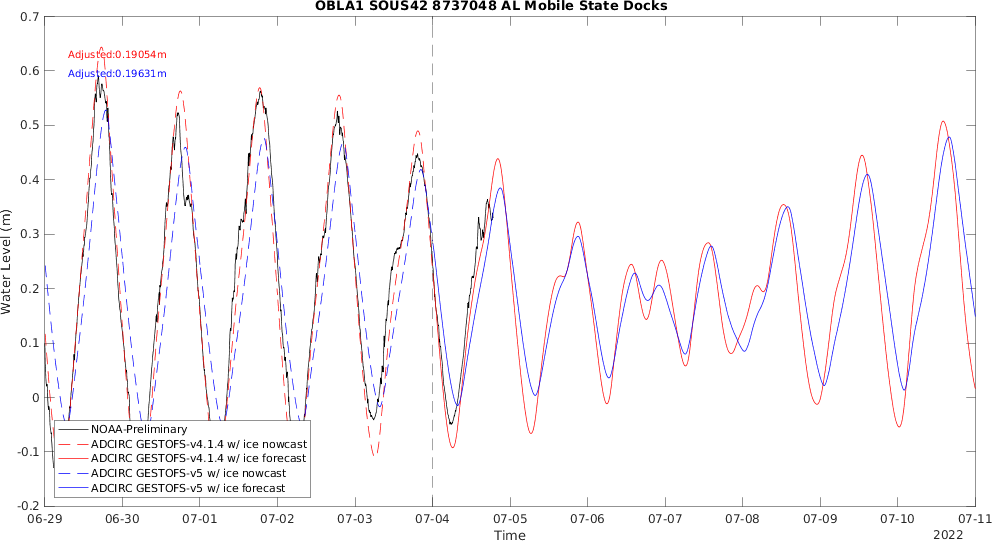 OBLA1 SOUS42 8737048 AL Mobile State Docks
0.7
0.6
0.5
0.4
0.3
0.2
0.1
0
-0.1
-0.2
Water Level (m)
Adjusted:0.19054m
Adjusted:0.19631m
NOAA-Preliminary
ADCIRC GESTOFS-v4.1.4 w/ ice nowcast
ADCIRC GESTOFS-v4.1.4 w/ ice forecast
ADCIRC GESTOFS-v5 w/ ice nowcast
ADCIRC GESTOFS-v5 w/ ice forecast
06-29 06-30 07-01 07-02 07-03 07-04 07-05 07-06 07-07 07-08 07-09 07-10 07-11
Time
2022